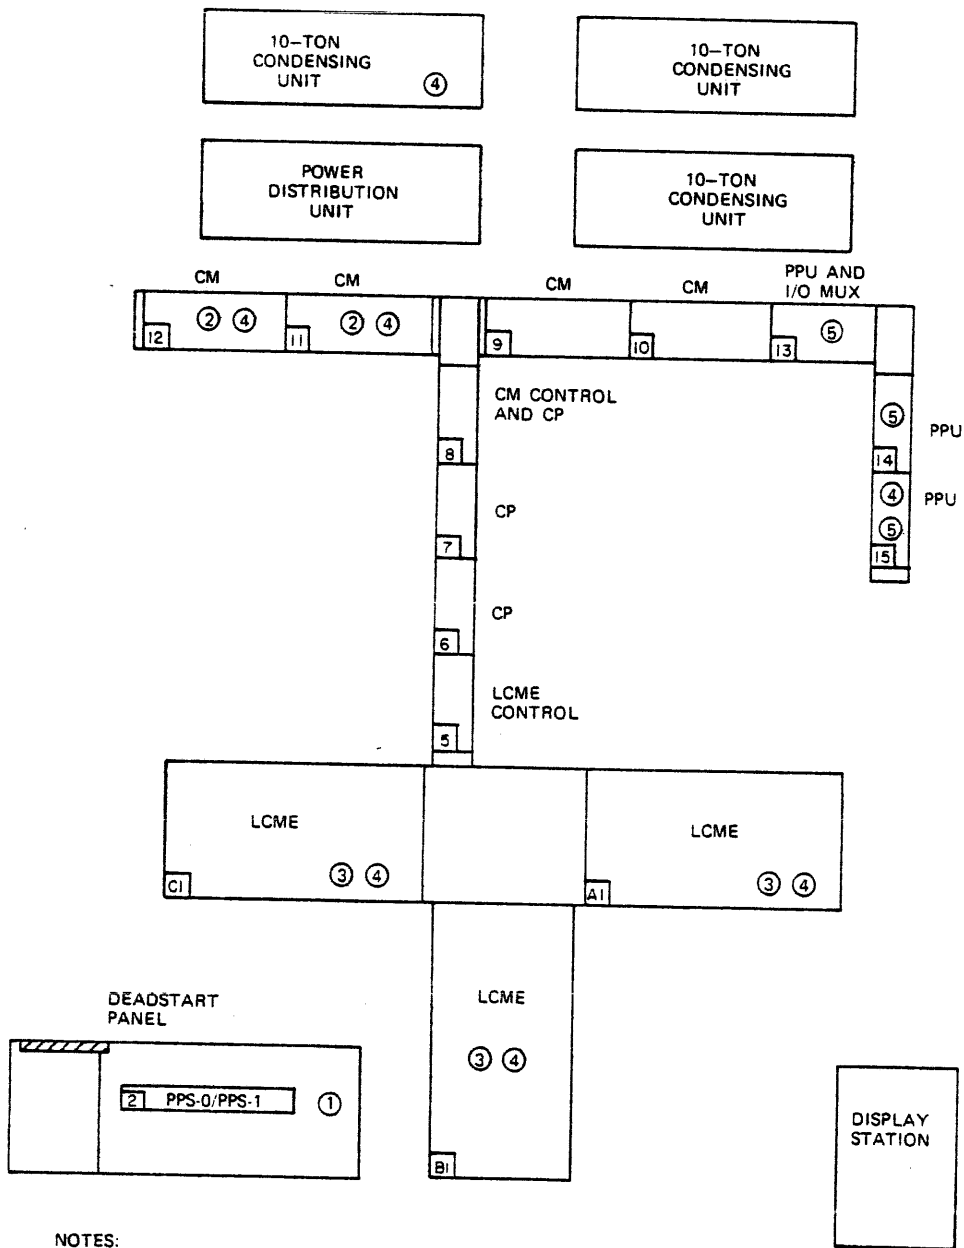 10-TON
CONDENSING
UNIT
④
10-TON
CONDENSING
UNIT
POWER
DISTRIBUTION
UNIT
10-TON
CONDENSING
UNIT
CM
CM
CM
CM
PPU AND
I/O MUX
12
② ④
11
② ④
9
10
13
⑤
CM CONTROL
AND CP
8
⑤
14
PPU
④
⑤
15
PPU
CP
7
CP
6
LCME
CONTROL
5
LCME
C1
③ ④
LCME
A1
③ ④
LCME
③ ④
B1
DEADSTART
PANEL
2 PPS-0/PPS-1
①
DISPLAY
STATION
NOTES: